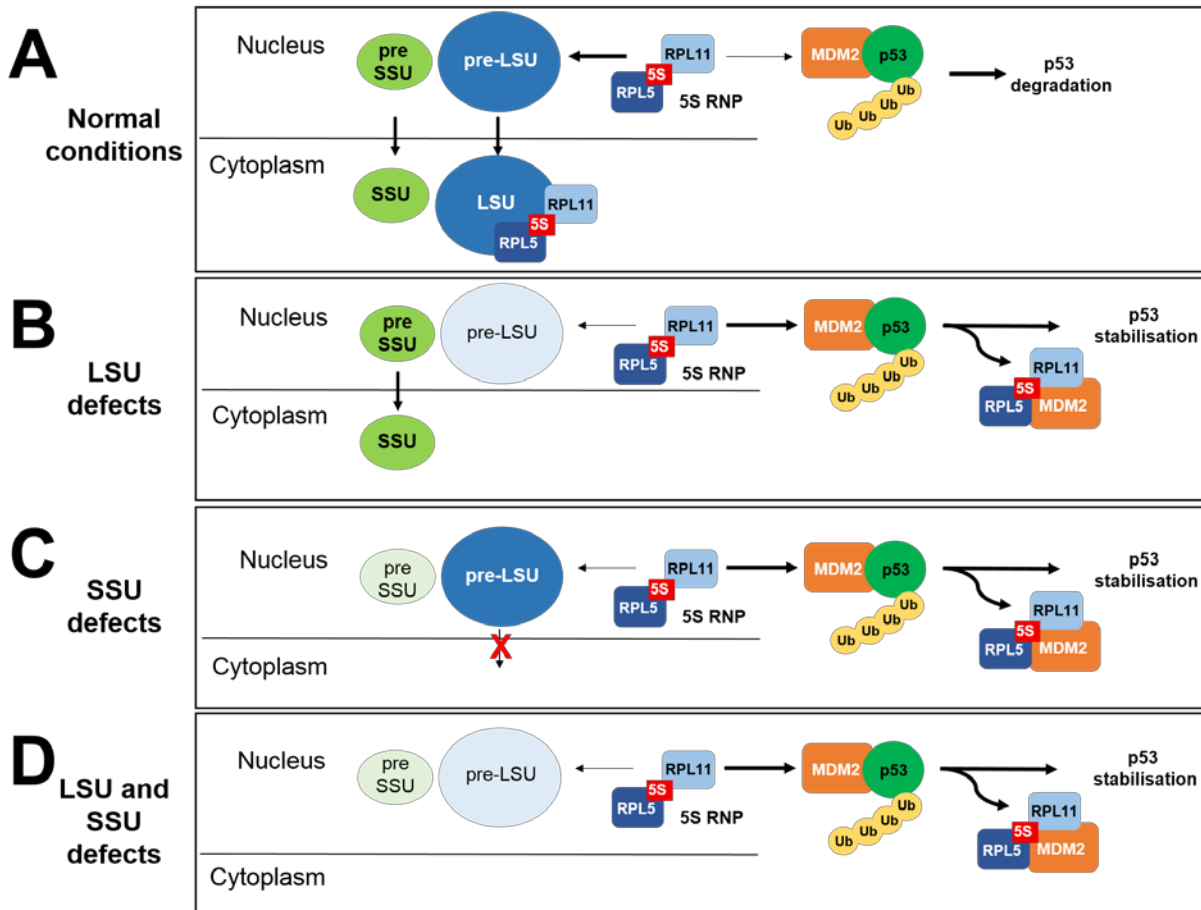 A
Normal
conditions
Nucleus
pre
SSU
pre-LSU
RPL11
5S
RPL5
5S RNP
MDM2
p53
Ub
Ub
Ub
Ub
p53
degradation
Cytoplasm
SSU
LSU
RPL11
5S
RPL5
B
LSU
defects
Nucleus
pre
SSU
pre-LSU
RPL11
5S
RPL5
5S RNP
MDM2
p53
Ub
Ub
Ub
Ub
p53
stabilisation
RPL11
5S
RPL5
MDM2
Cytoplasm
SSU
C
SSU
defects
Nucleus
pre
SSU
pre-LSU
RPL11
5S
RPL5
5S RNP
MDM2
p53
Ub
Ub
Ub
Ub
p53
stabilisation
RPL11
5S
RPL5
MDM2
X
Cytoplasm
D
LSU and
SSU
defects
Nucleus
pre
SSU
pre-LSU
RPL11
5S
RPL5
5S RNP
MDM2
p53
Ub
Ub
Ub
Ub
p53
stabilisation
RPL11
5S
RPL5
MDM2
Cytoplasm